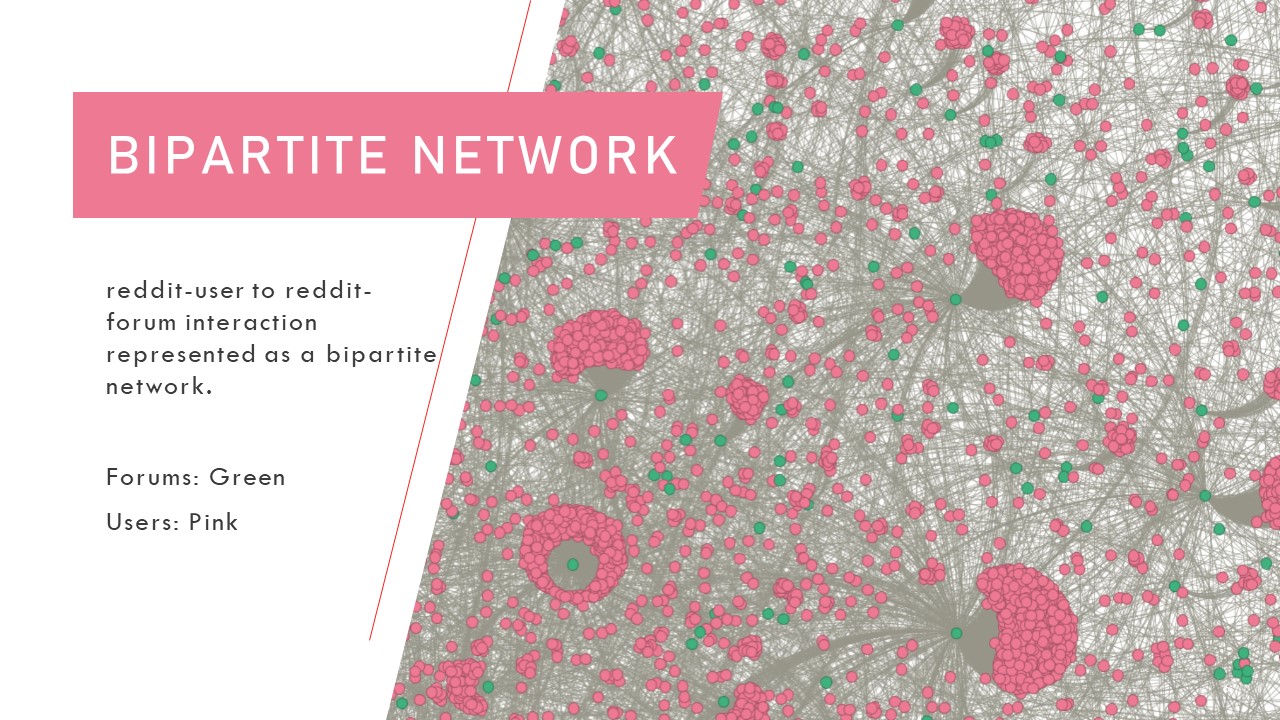 BIPARTITE NETWORK
reddit-user to reddit-
forum interaction
represented as a bipartite
network.
Forums: Green
Users: Pink